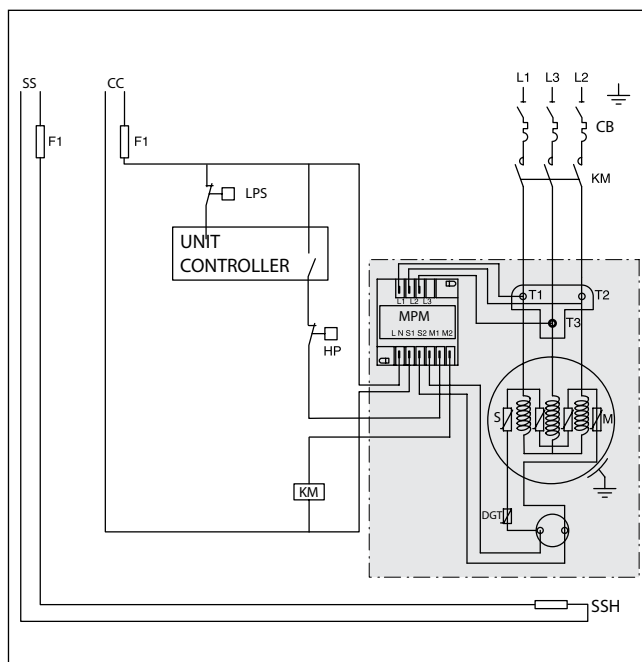 SS CC L1 L3 L2
F1 F1 CB
LPS KM
UNIT
CONTROLLER
L1 L2 L3 T1 T2
MPM
L N S1 S2 M1 M2 T3
HP
S M
KM
DGT
SSH